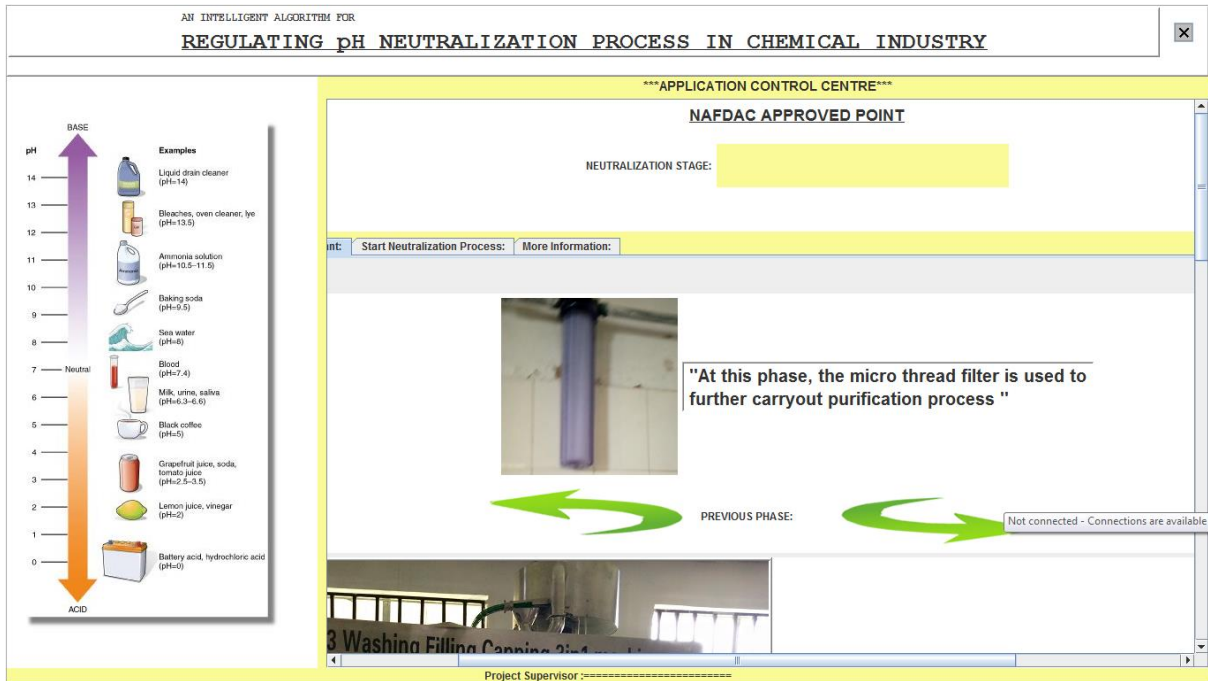 AN INTELLIGENT ALGORITHM FOR
REGULATING pH NEUTRALIZATION PROCESS IN CHEMICAL INDUSTRY
***APPLICATION CONTROL CENTRE***
BASE
pH
Examples
14
Liquid drain cleaner
(pH=14)
13
Bleaches, oven cleaner, lye
(pH=13.5)
12
11
Ammonia
Ammonia solution
(pH=10.5–11.5)
10
9
Baking soda
(pH=9.5)
8
Sea water
(pH=8)
7
Neutral
Blood
(pH=7.4)
6
Milk, urine, saliva
(pH=6.3–6.6)
5
Black coffee
(pH=5)
4
3
Grapefruit juice, soda,
tomato juice
(pH=2.5–3.5)
2
Lemon juice, vinegar
(pH=2)
1
0
Battery acid, hydrochloric acid
(pH=0)
ACID
NAFDAC APPROVED POINT
NEUTRALIZATION STAGE:
nt: Start Neutralization Process: More Information:
"At this phase, the micro thread filter is used to
further carryout purification process "
PREVIOUS PHASE:
Not connected - Connections are available
3 Washing Filling Capping 3in1
Project Supervisor :========================